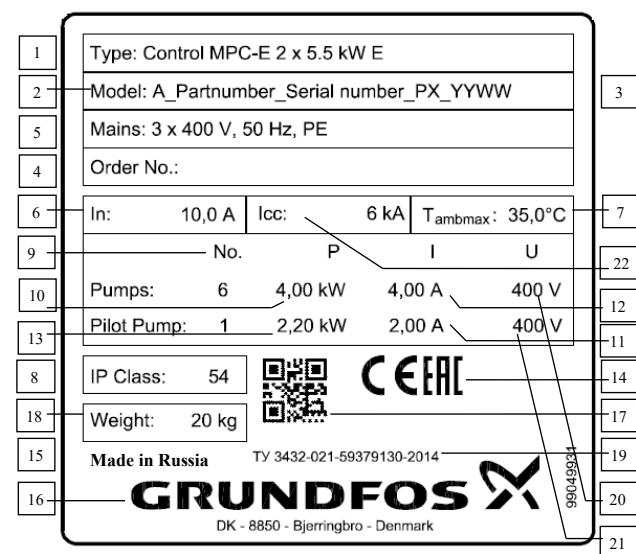 1 Type: Control MPC-E 2 x 5.5 kW E
2 Model: A_Partnumber_Serial number_PX_YYWW 3
5 Mains: 3 x 400 V, 50 Hz, PE
4 Order No.:
6 In: 10,0 A Icc: 6 kA Tambmax: 35,0°C 7
9 No. P I U 22
10 Pumps: 6 4,00 kW 4,00 A 400 V 12
13 Pilot Pump: 1 2,20 kW 2,00 A 400 V 11
8 IP Class: 54 CE EAC 14
18 Weight: 20 kg 17
15 Made in Russia ТУ 3432-021-59379130-2014 19
16 GRUNDFOS 99049931 20
DK - 8850 - Bjerringbro - Denmark 21